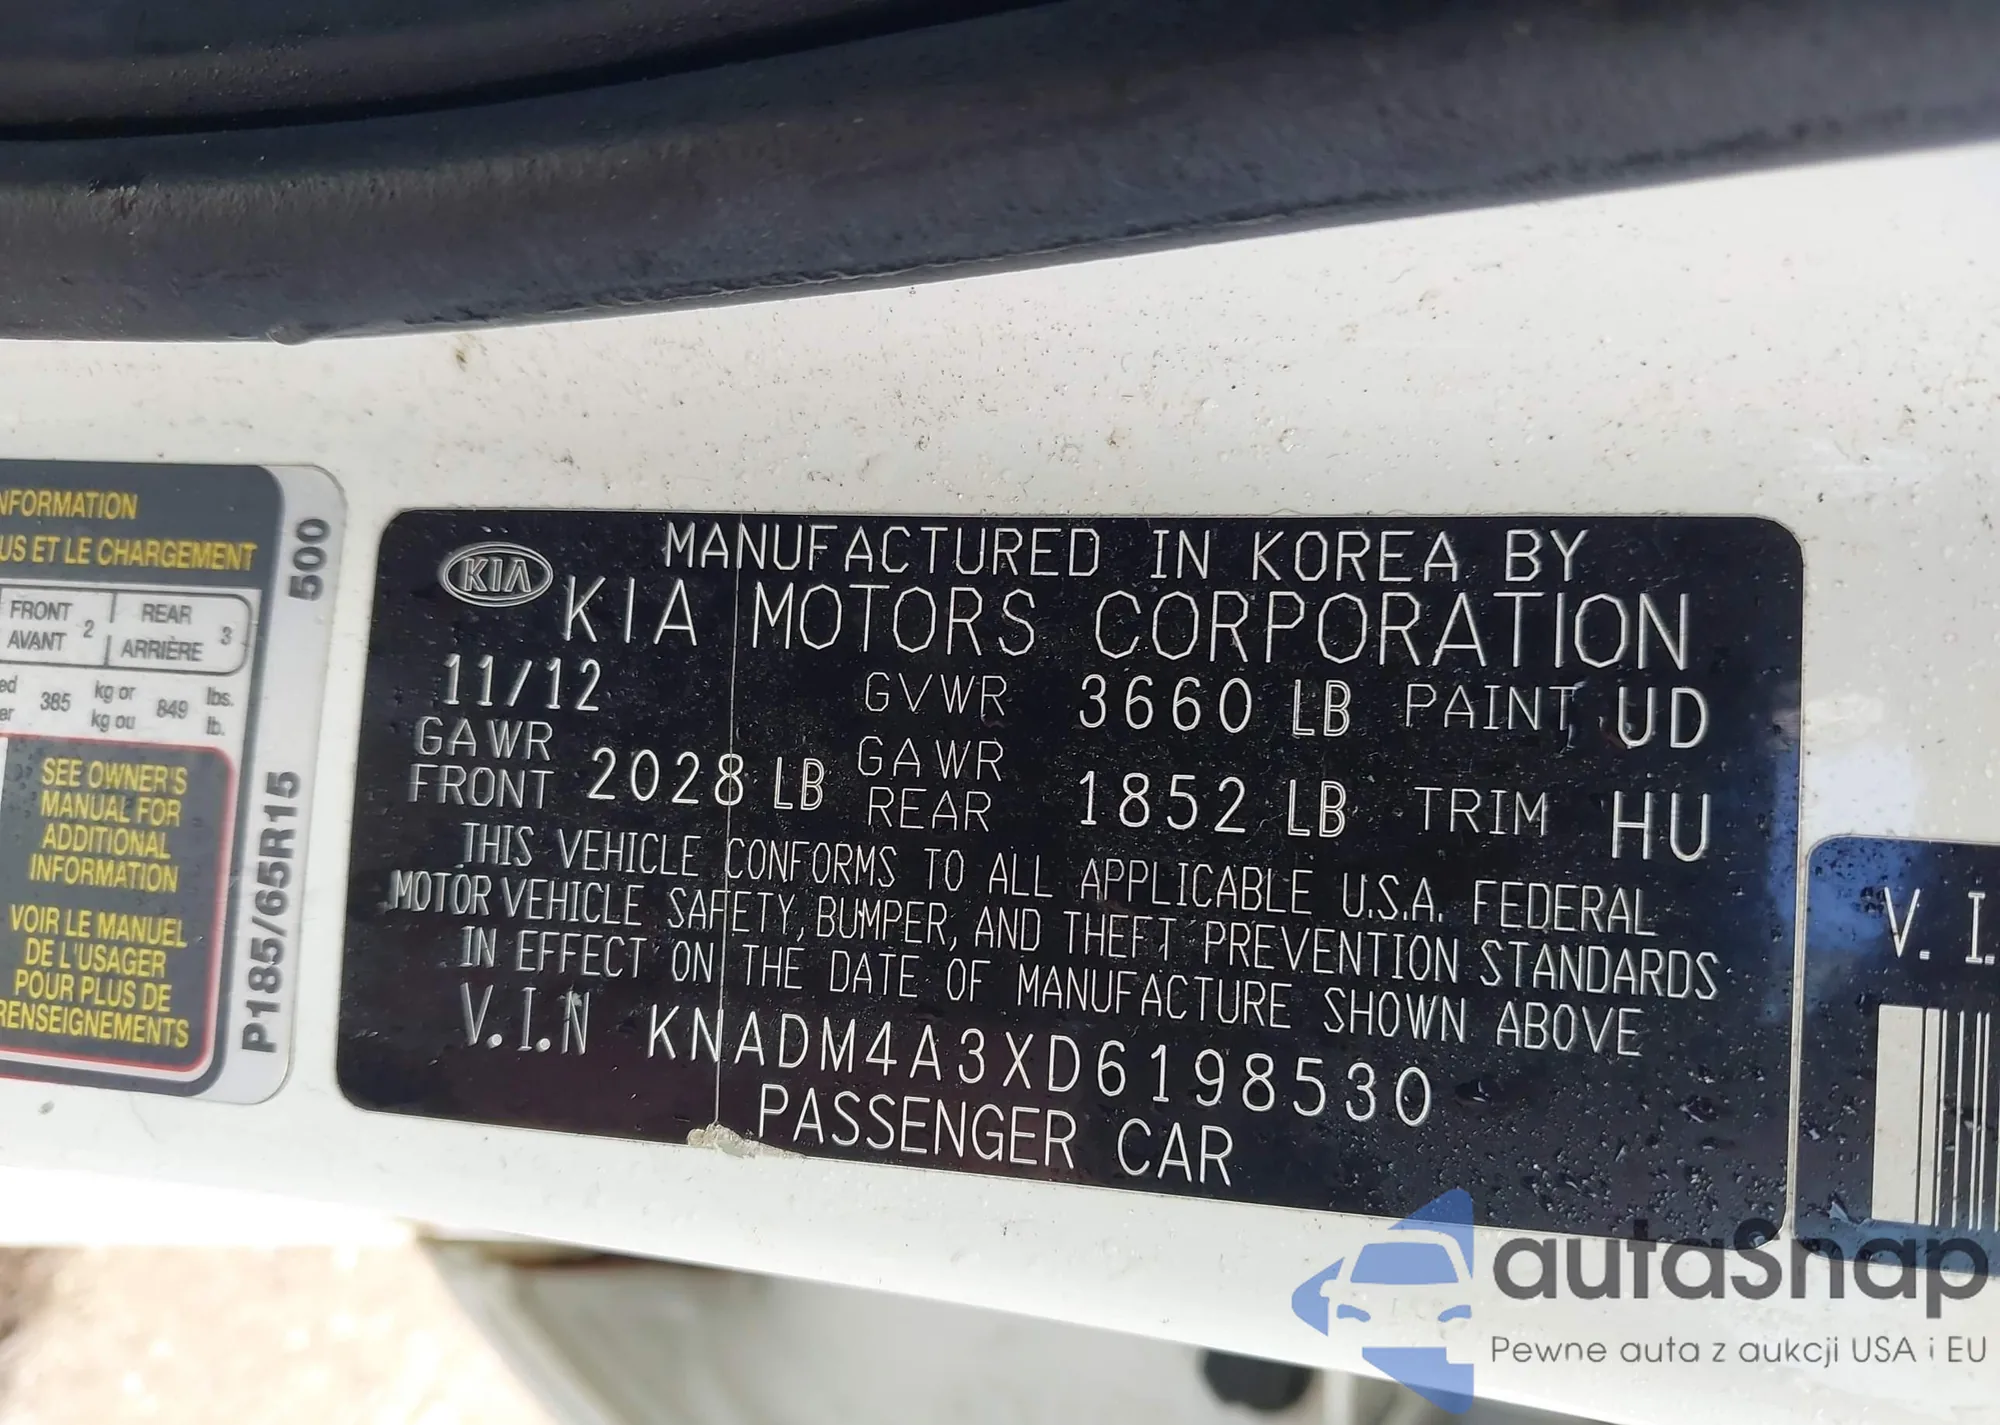 NFORMATION
US ET LE CHARGEMENT
FRONT 2 REAR 3
AVANT ARRIÈRE
ed 385 kg or 849 lbs.
er kg ou lb.
SEE OWNER'S
MANUAL FOR
ADDITIONAL
INFORMATION
VOIR LE MANUEL
DE L'USAGER
POUR PLUS DE
RENSEIGNEMENTS
P185/65R15 500
KIA
MANUFACTURED IN KOREA BY
KIA MOTORS CORPORATION
11/12 GVWR 3660 LB PAINT UD
GAWR FRONT 2028 LB GAWR REAR 1852 LB TRIM HU
THIS VEHICLE CONFORMS TO ALL APPLICABLE U.S.A. FEDERAL
MOTOR VEHICLE SAFETY, BUMPER, AND THEFT PREVENTION STANDARDS
IN EFFECT ON THE DATE OF MANUFACTURE SHOWN ABOVE
V.I.N KNADM4A3XD6198530
PASSENGER CAR
V. I.
autaSnap
Pewne auta z aukcji USA i EU